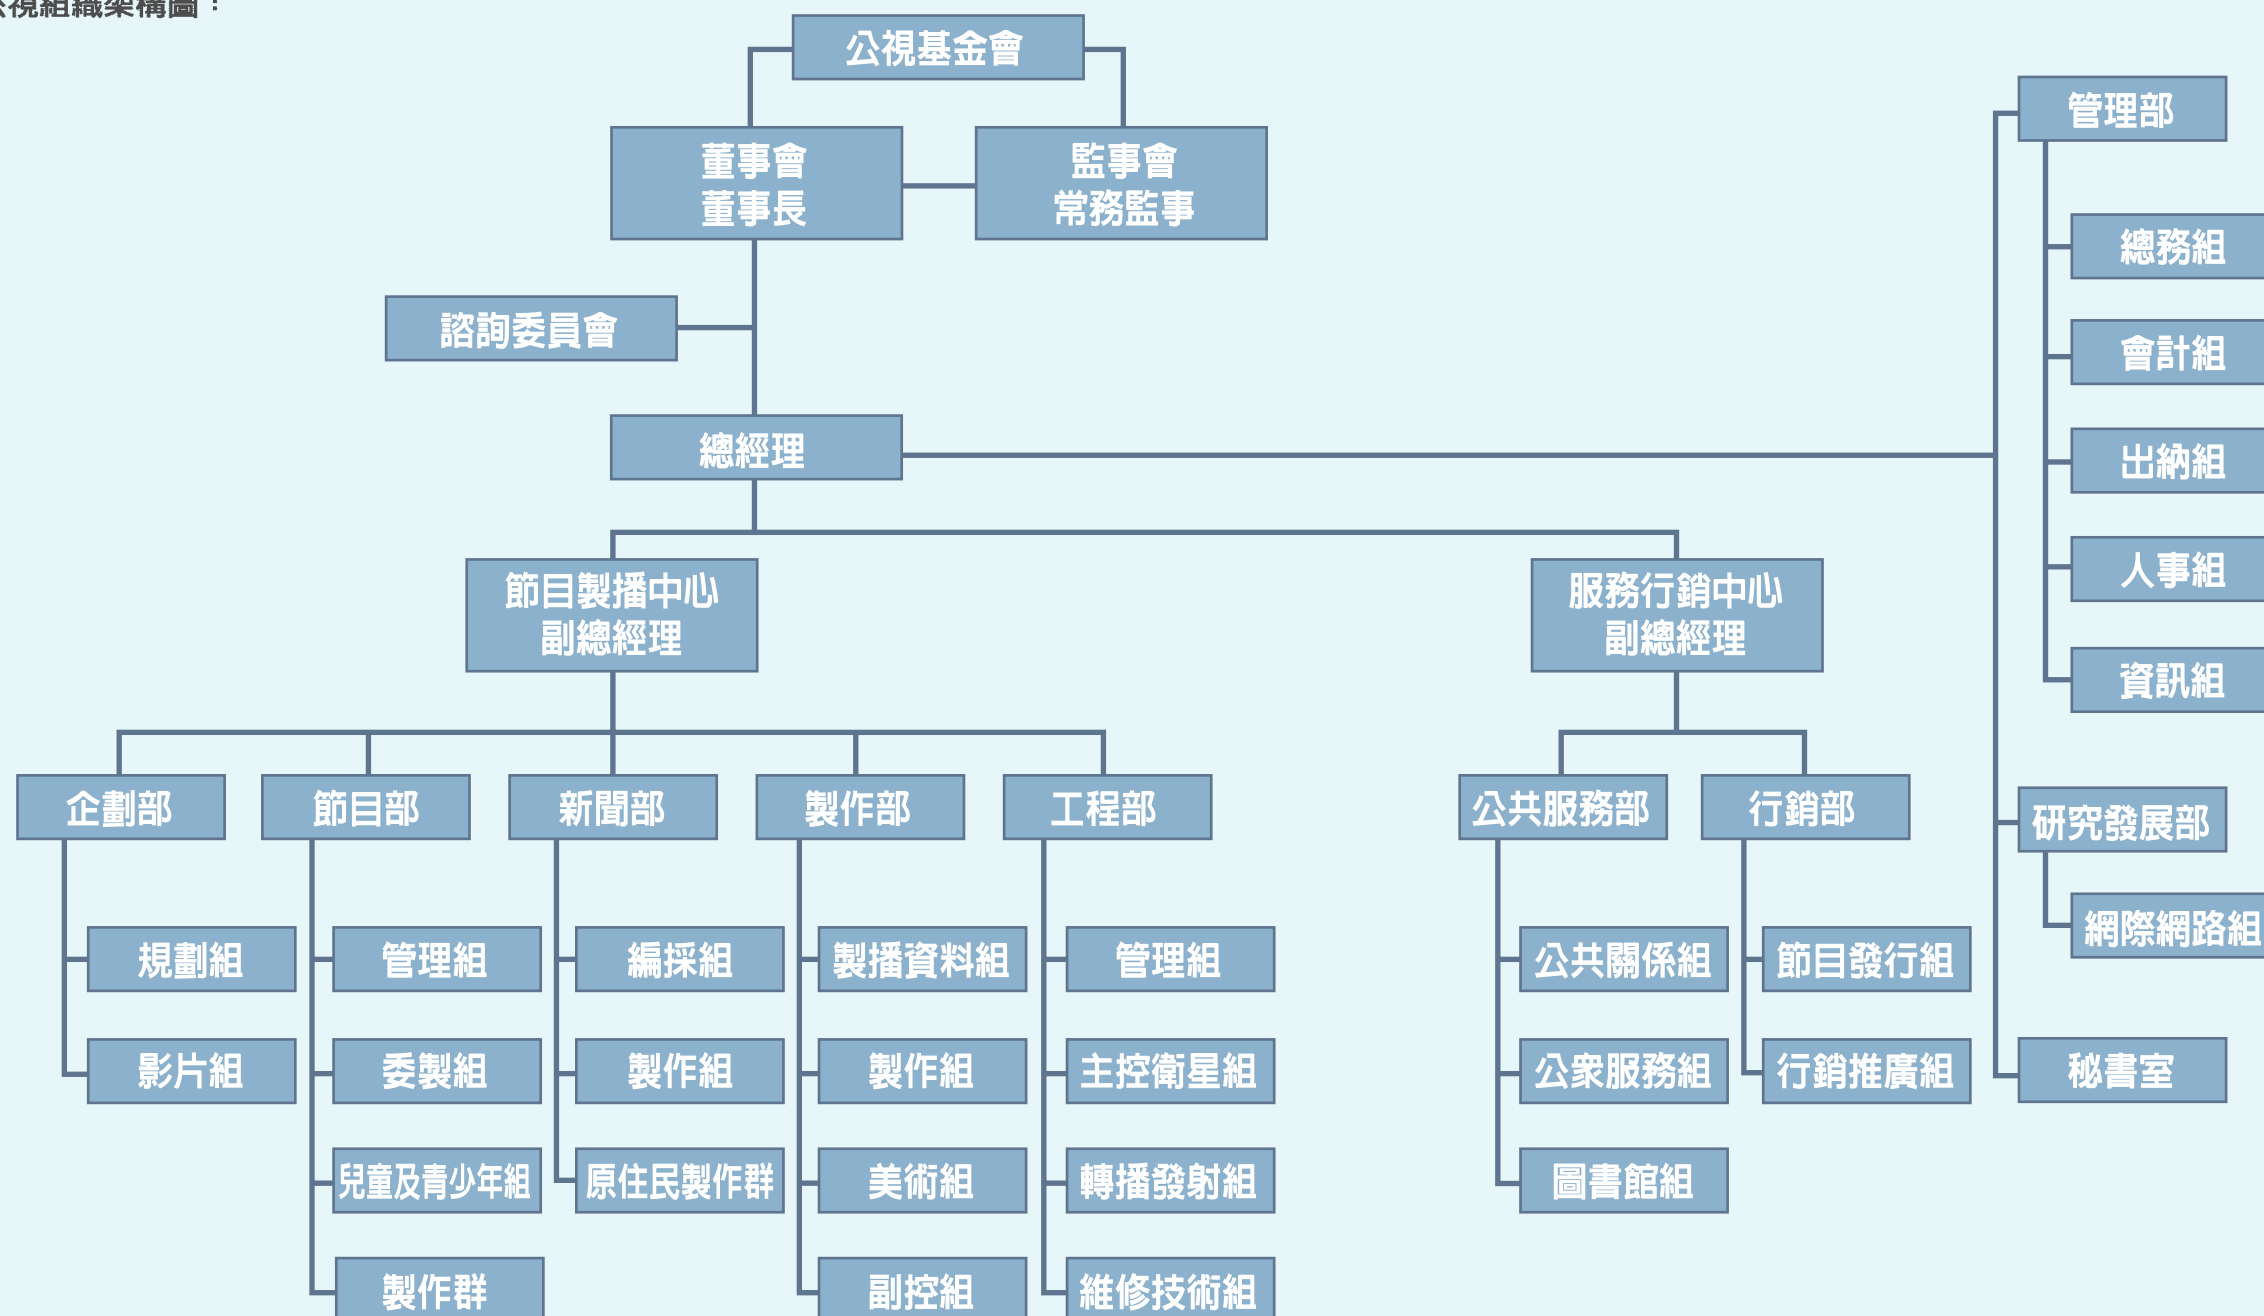 公視組織架構圖：
公視基金會
董事會
董事長
監事會
常務監事
諮詢委員會
總經理
節目製播中心
副總經理
服務行銷中心
副總經理
企劃部
規劃組
影片組
節目部
管理組
委製組
兒童及青少年組
製作群
新聞部
編採組
製作組
原住民製作群
製作部
製播資料組
製作組
美術組
副控組
工程部
管理組
主控衛星組
轉播發射組
維修技術組
公共服務部
公共關係組
公眾服務組
圖書館組
行銷部
節目發行組
行銷推廣組
管理部
總務組
會計組
出納組
人事組
資訊組
研究發展部
網際網路組
秘書室